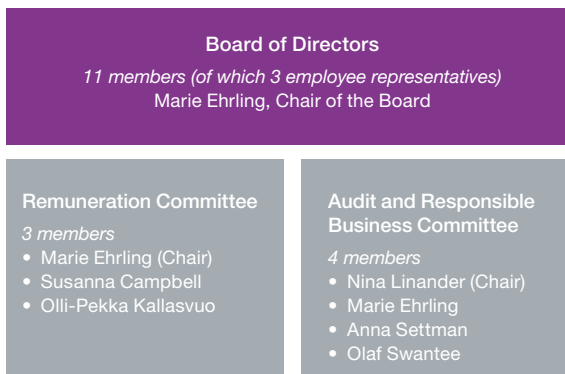 Board of Directors
11 members (of which 3 employee representatives)
Marie Ehrling, Chair of the Board
Remuneration Committee
3 members
• Marie Ehrling (Chair)
• Susanna Campbell
• Olli-Pekka Kallasvuo
Audit and Responsible
Business Committee
4 members
• Nina Linander (Chair)
• Marie Ehrling
• Anna Settman
• Olaf Swantee